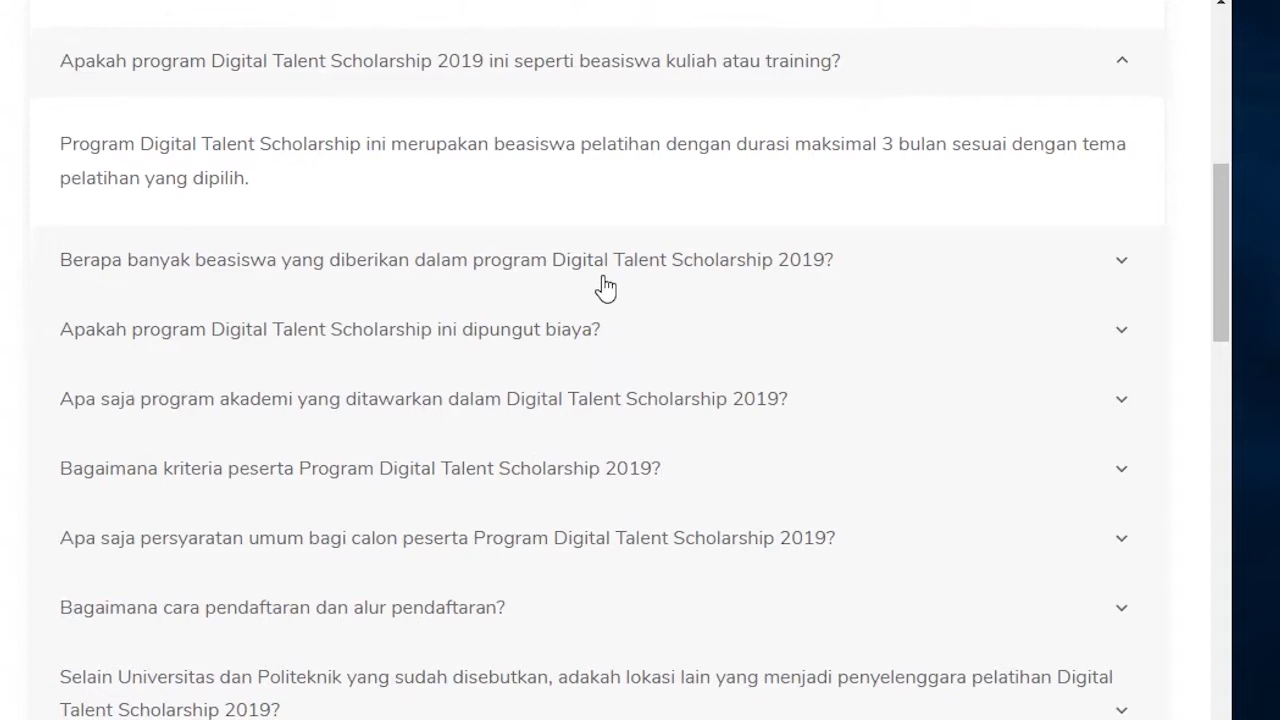 Apakah program Digital Talent Scholarship 2019 ini seperti beasiswa kuliah atau training?
Program Digital Talent Scholarship ini merupakan beasiswa pelatihan dengan durasi maksimal 3 bulan sesuai dengan tema
pelatihan yang dipilih.
Berapa banyak beasiswa yang diberikan dalam program Digital Talent Scholarship 2019?
Apakah program Digital Talent Scholarship ini dipungut biaya?
Apa saja program akademi yang ditawarkan dalam Digital Talent Scholarship 2019?
Bagaimana kriteria peserta Program Digital Talent Scholarship 2019?
Apa saja persyaratan umum bagi calon peserta Program Digital Talent Scholarship 2019?
Bagaimana cara pendaftaran dan alur pendaftaran?
Selain Universitas dan Politeknik yang sudah disebutkan, adakah lokasi lain yang menjadi penyelenggara pelatihan Digital
Talent Scholarship 2019?